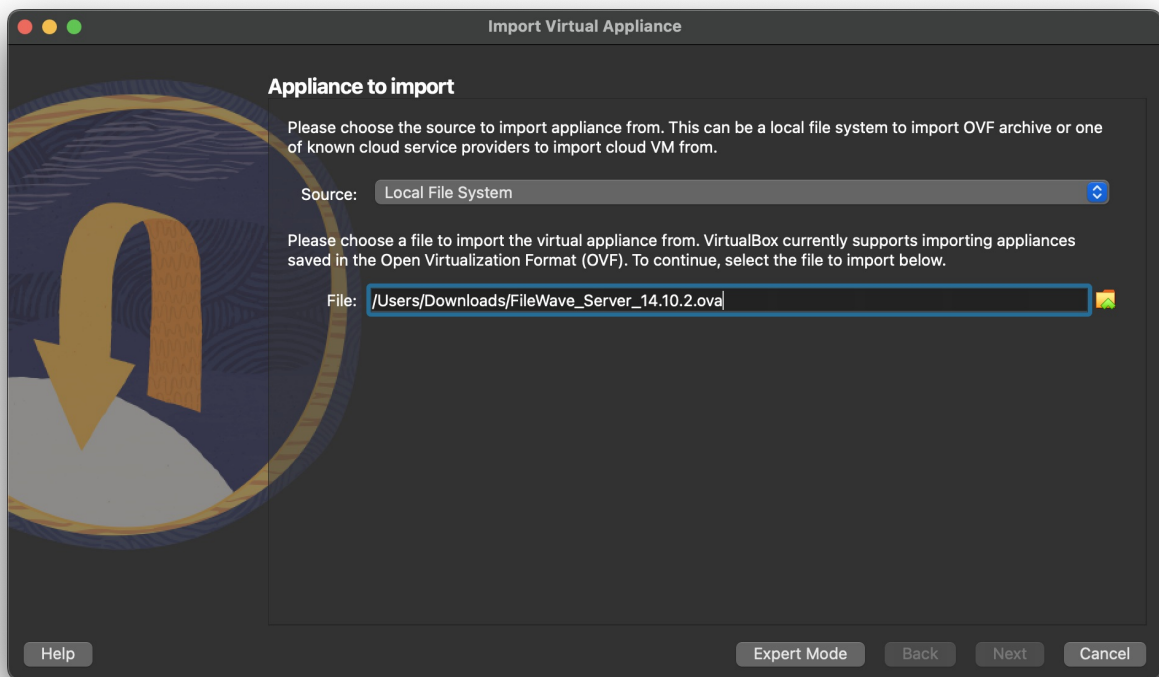 Import Virtual Appliance
Appliance to import
Please choose the source to import appliance from. This can be a local file system to import OVF archive or one
of known cloud service providers to import cloud VM from.
Source: Local File System
Please choose a file to import the virtual appliance from. VirtualBox currently supports importing appliances
saved in the Open Virtualization Format (OVF). To continue, select the file to import below.
File: /Users/Downloads/FileWave_Server_14.10.2.ova
Help Expert Mode Back Next Cancel